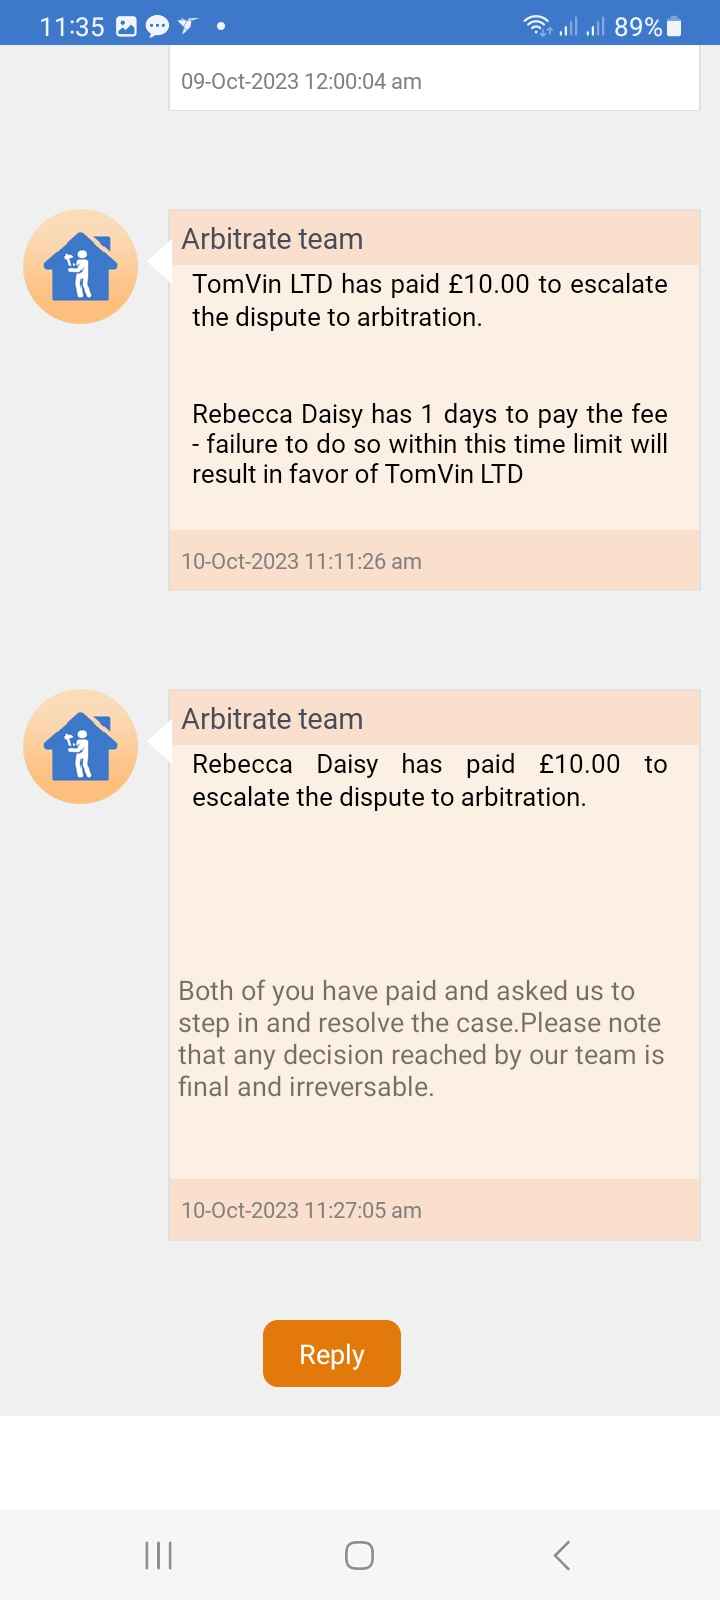 11:35 89%
09-Oct-2023 12:00:04 am
Arbitrate team
TomVin LTD has paid £10.00 to escalate
the dispute to arbitration.
Rebecca Daisy has 1 days to pay the fee
- failure to do so within this time limit will
result in favor of TomVin LTD
10-Oct-2023 11:11:26 am
Arbitrate team
Rebecca Daisy has paid £10.00 to
escalate the dispute to arbitration.
Both of you have paid and asked us to
step in and resolve the case.Please note
that any decision reached by our team is
final and irreversable.
10-Oct-2023 11:27:05 am
Reply